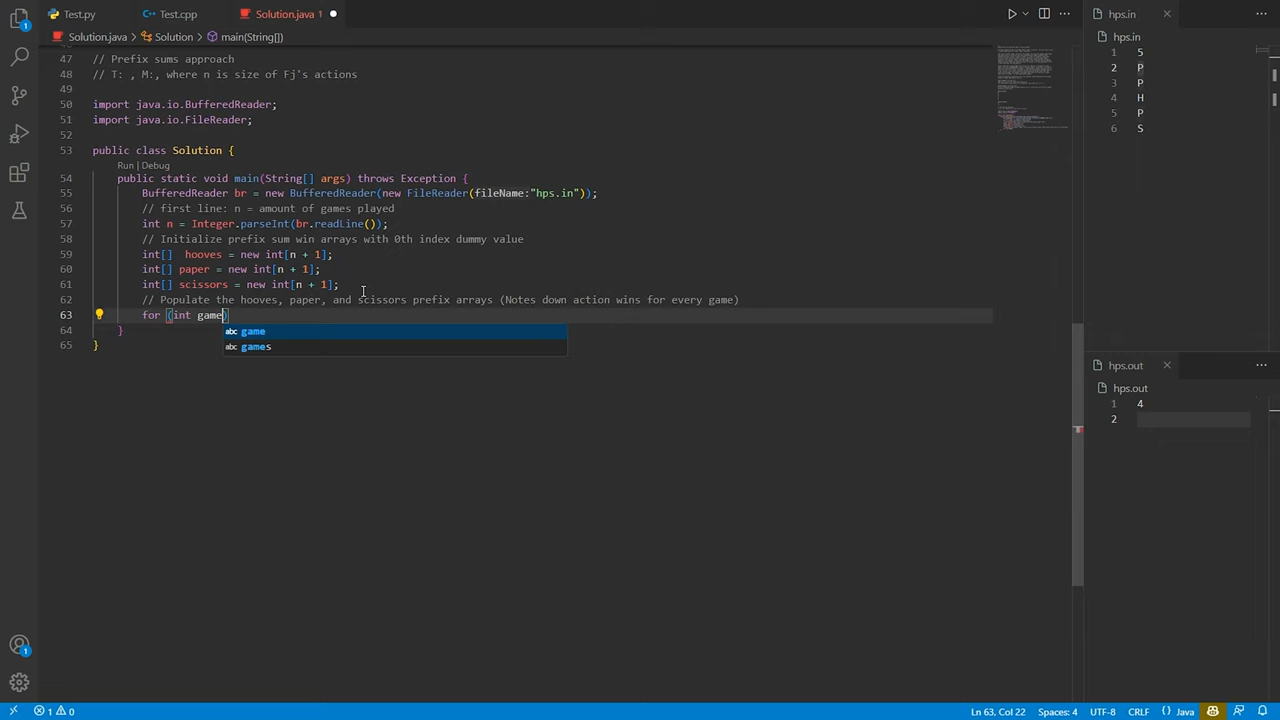 Test.py
Test.cpp
Solution.java 1
hps.in
Solution.java > Solution > main(String[])
hps.in
47 // Prefix sums approach
48 // T: , M:, where n is size of Fj's actions
49
50 import java.io.BufferedReader;
51 import java.io.FileReader;
52
53 public class Solution {
Run | Debug
54 public static void main(String[] args) throws Exception {
55 BufferedReader br = new BufferedReader(new FileReader(fileName:"hps.in"));
56 // first line: n = amount of games played
57 int n = Integer.parseInt(br.readLine());
58 // Initialize prefix sum win arrays with 0th index dummy value
59 int[]  hooves = new int[n + 1];
60 int[] paper = new int[n + 1];
61 int[] scissors = new int[n + 1];
62 // Populate the hooves, paper, and scissors prefix arrays (Notes down action wins for every game)
63 for (int game)
abc game
abc games
64 }
65 }
1 5
2 P
3 P
4 H
5 P
6 S
hps.out
hps.out
1 4
2
1
1
1 0
Ln 63, Col 22
Spaces: 4
UTF-8
CRLF
Java